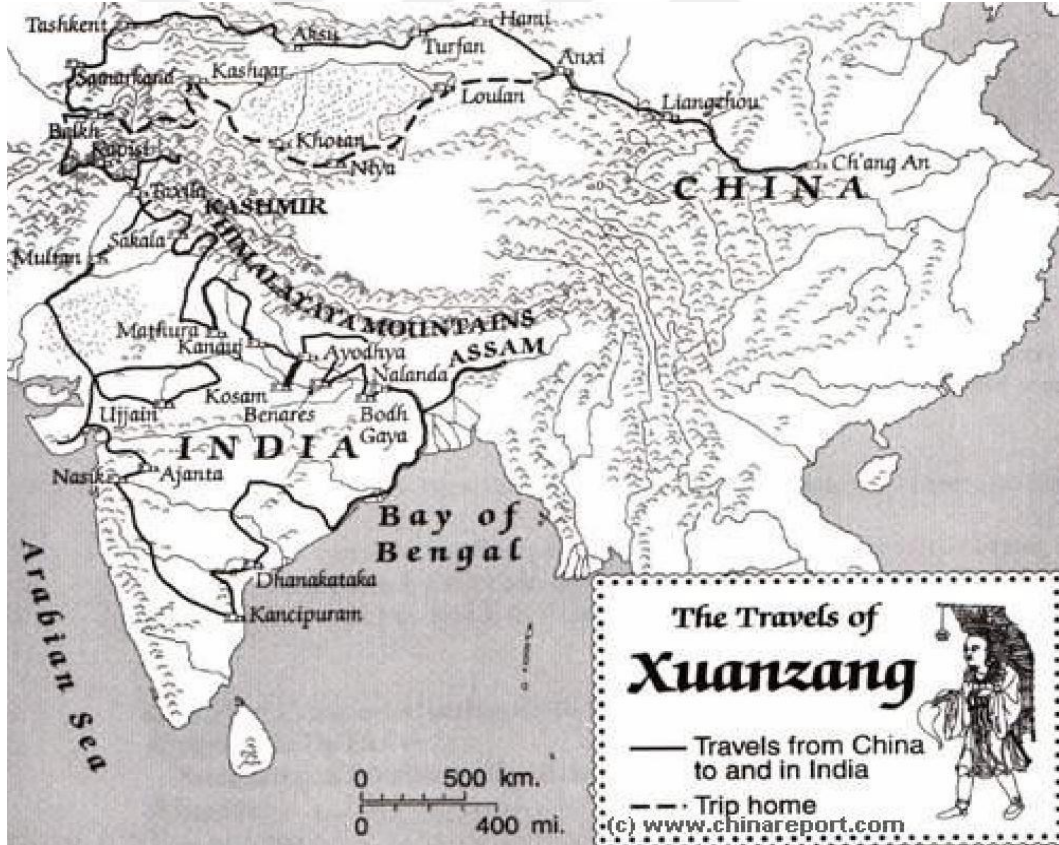 Tashkent
Aksu
Hami
Turfan
Anxi
Samarkand
Kashgar
Loulan
Liangzhou
Balkh
Kapisi
Khotan
Niya
Ch'ang An
CHINA
Taxila
KASHMIR
Sakala
Multan
HIMALAYA MOUNTAINS
Mathura
Kanauj
Ayodhya
ASSAM
Nalanda
Kosam
Ujjain
Benares
Bodh
Gaya
INDIA
Nasik
Ajanta
Bay of
Bengal
Dhanakataka
Kancipuram
Arabian Sea
The Travels of
Xuanzang
Travels from China
to and in India
Trip home
0 500 km.
0 400 mi.
(c) www.chinareport.com